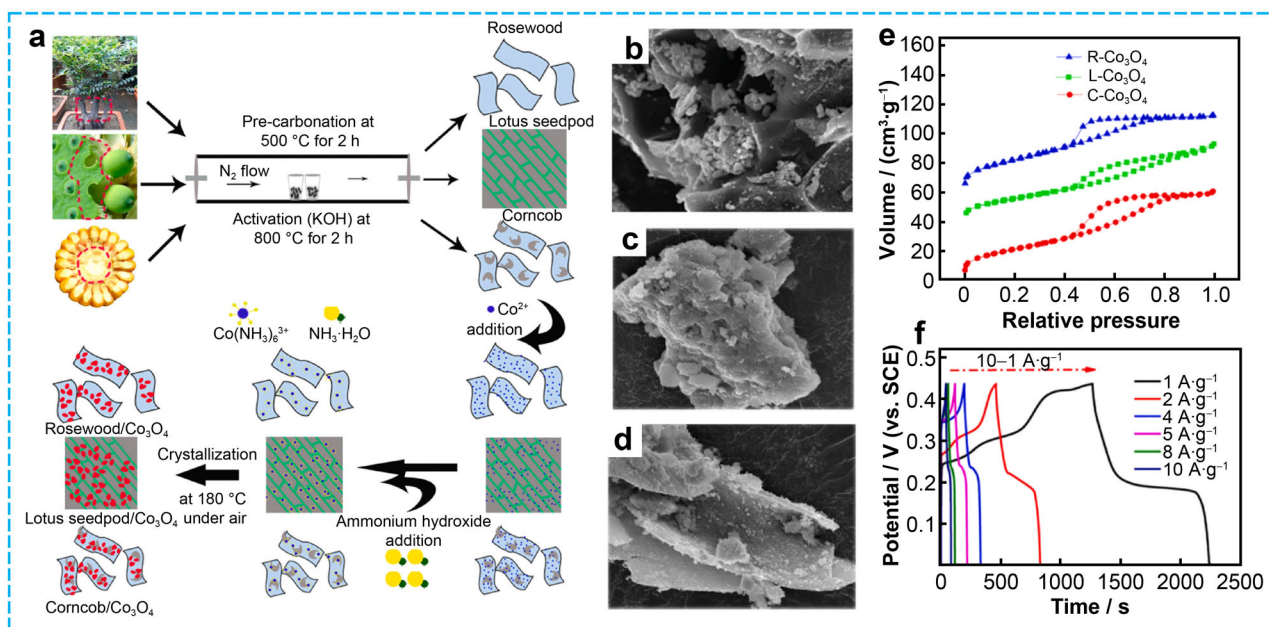 a
Rosewood
Pre-carbonation at
500 °C for 2 h
Lotus seedpod
N₂ flow
Activation (KOH) at
800 °C for 2 h
Corncob
Co²⁺
addition
Co(NH₃)₆³⁺
NH₃·H₂O
Rosewood/Co₃O₄
Crystallization
at 180 °C
under air
Lotus seedpod/Co₃O₄
Ammonium hydroxide
addition
Corncob/Co₃O₄
b
c
d
e
160
140
120
100
80
60
40
20
0
Volume / (cm³·g⁻¹)
R-Co₃O₄
L-Co₃O₄
C-Co₃O₄
0
0.2
0.4
0.6
0.8
1.0
Relative pressure
f
0.5
0.4
0.3
0.2
0.1
Potential / V (vs. SCE)
10–1 A·g⁻¹
1 A·g⁻¹
2 A·g⁻¹
4 A·g⁻¹
5 A·g⁻¹
8 A·g⁻¹
10 A·g⁻¹
0
500
1000
1500
2000
2500
Time / s